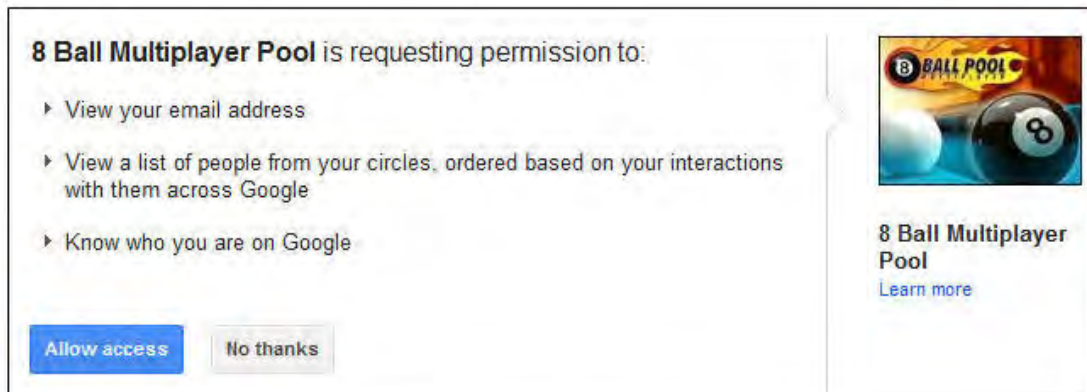 8 Ball Multiplayer Pool is requesting permission to:
View your email address
View a list of people from your circles, ordered based on your interactions
with them across Google
Know who you are on Google
Allow access
No thanks
8 BALL POOL
MULTIPLAYER
8
8 Ball Multiplayer
Pool
Learn more